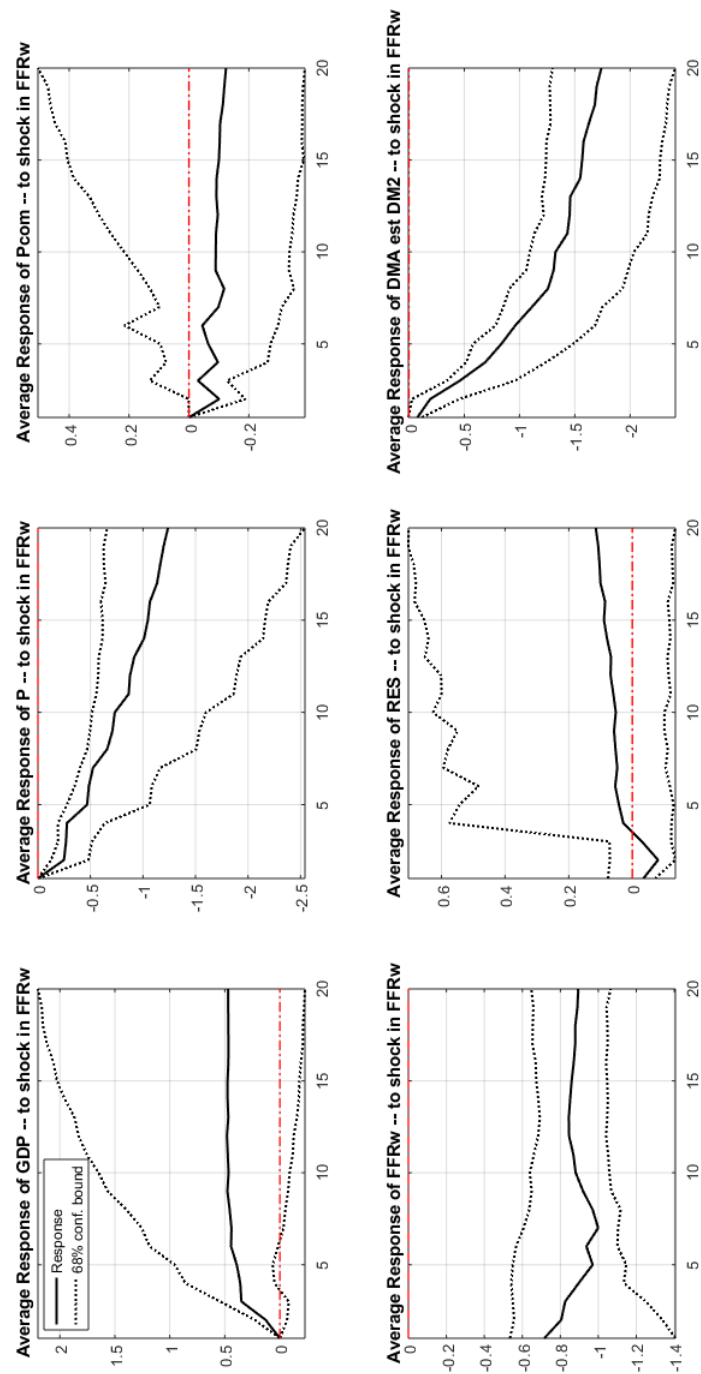 Average Response of GDP -- to shock in FFRw
Response
68% conf. bound
2
1.5
1
0.5
0
5 10 15 20
Average Response of P -- to shock in FFRw
0
-0.5
-1
-1.5
-2
-2.5
5 10 15 20
Average Response of Pcom -- to shock in FFRw
0.4
0.2
0
-0.2
5 10 15 20
Average Response of FFRw -- to shock in FFRw
0
-0.2
-0.4
-0.6
-0.8
-1
-1.2
-1.4
5 10 15 20
Average Response of RES -- to shock in FFRw
0.6
0.4
0.2
0
5 10 15 20
Average Response of DMA est DM2 -- to shock in FFRw
0
-0.5
-1
-1.5
-2
5 10 15 20